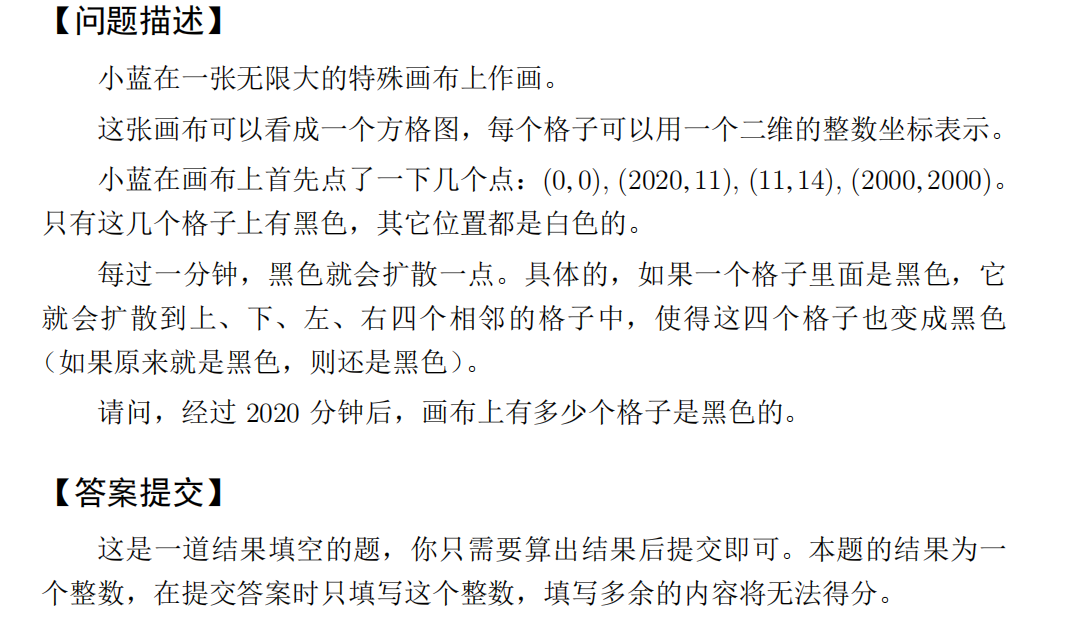 【问题描述】
小蓝在一张无限大的特殊画布上作画。
这张画布可以看成一个方格图，每个格子可以用一个二维的整数坐标表示。
小蓝在画布上首先点了一下几个点：(0, 0), (2020, 11), (11, 14), (2000, 2000)。
只有这几个格子上有黑色，其它位置都是白色的。
每过一分钟，黑色就会扩散一点。具体的，如果一个格子里面是黑色，它
就会扩散到上、下、左、右四个相邻的格子中，使得这四个格子也变成黑色
（如果原来就是黑色，则还是黑色）。
请问，经过 2020 分钟后，画布上有多少个格子是黑色的。
【答案提交】
这是一道结果填空的题，你只需要算出结果后提交即可。本题的结果为一
个整数，在提交答案时只填写这个整数，填写多余的内容将无法得分。